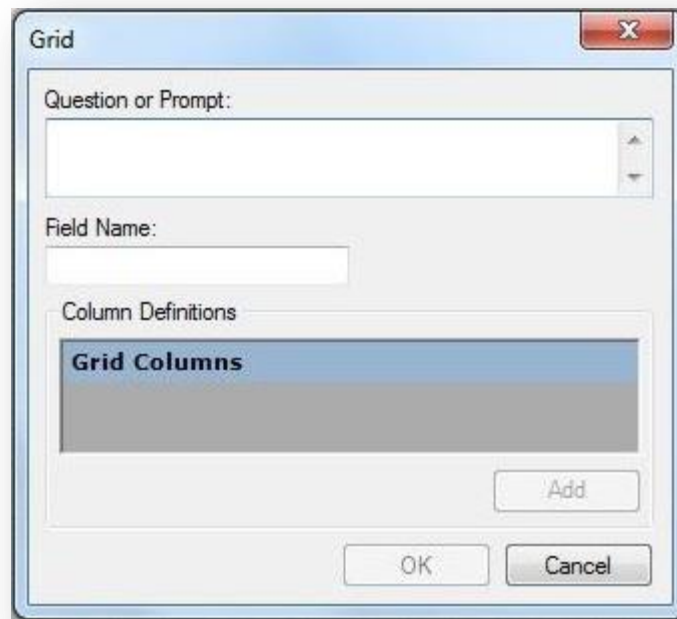 Grid
X
Question or Prompt:
Field Name:
Column Definitions
Grid Columns
Add
OK
Cancel